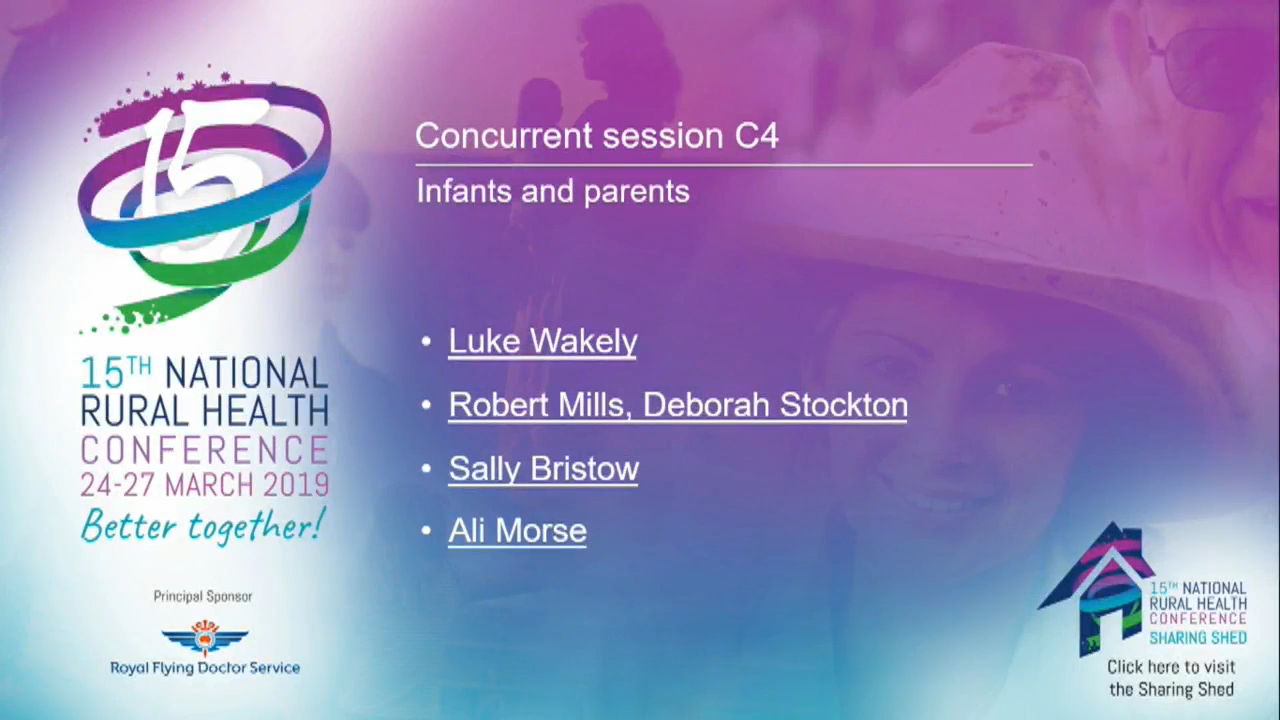 15
Concurrent session C4
Infants and parents
• Luke Wakely
• Robert Mills, Deborah Stockton
• Sally Bristow
• Ali Morse
15TH NATIONAL
RURAL HEALTH
CONFERENCE
24-27 MARCH 2019
Better together!
Principal Sponsor
Royal Flying Doctor Service
15TH NATIONAL
RURAL HEALTH
CONFERENCE
SHARING SHED
Click here to visit
the Sharing Shed